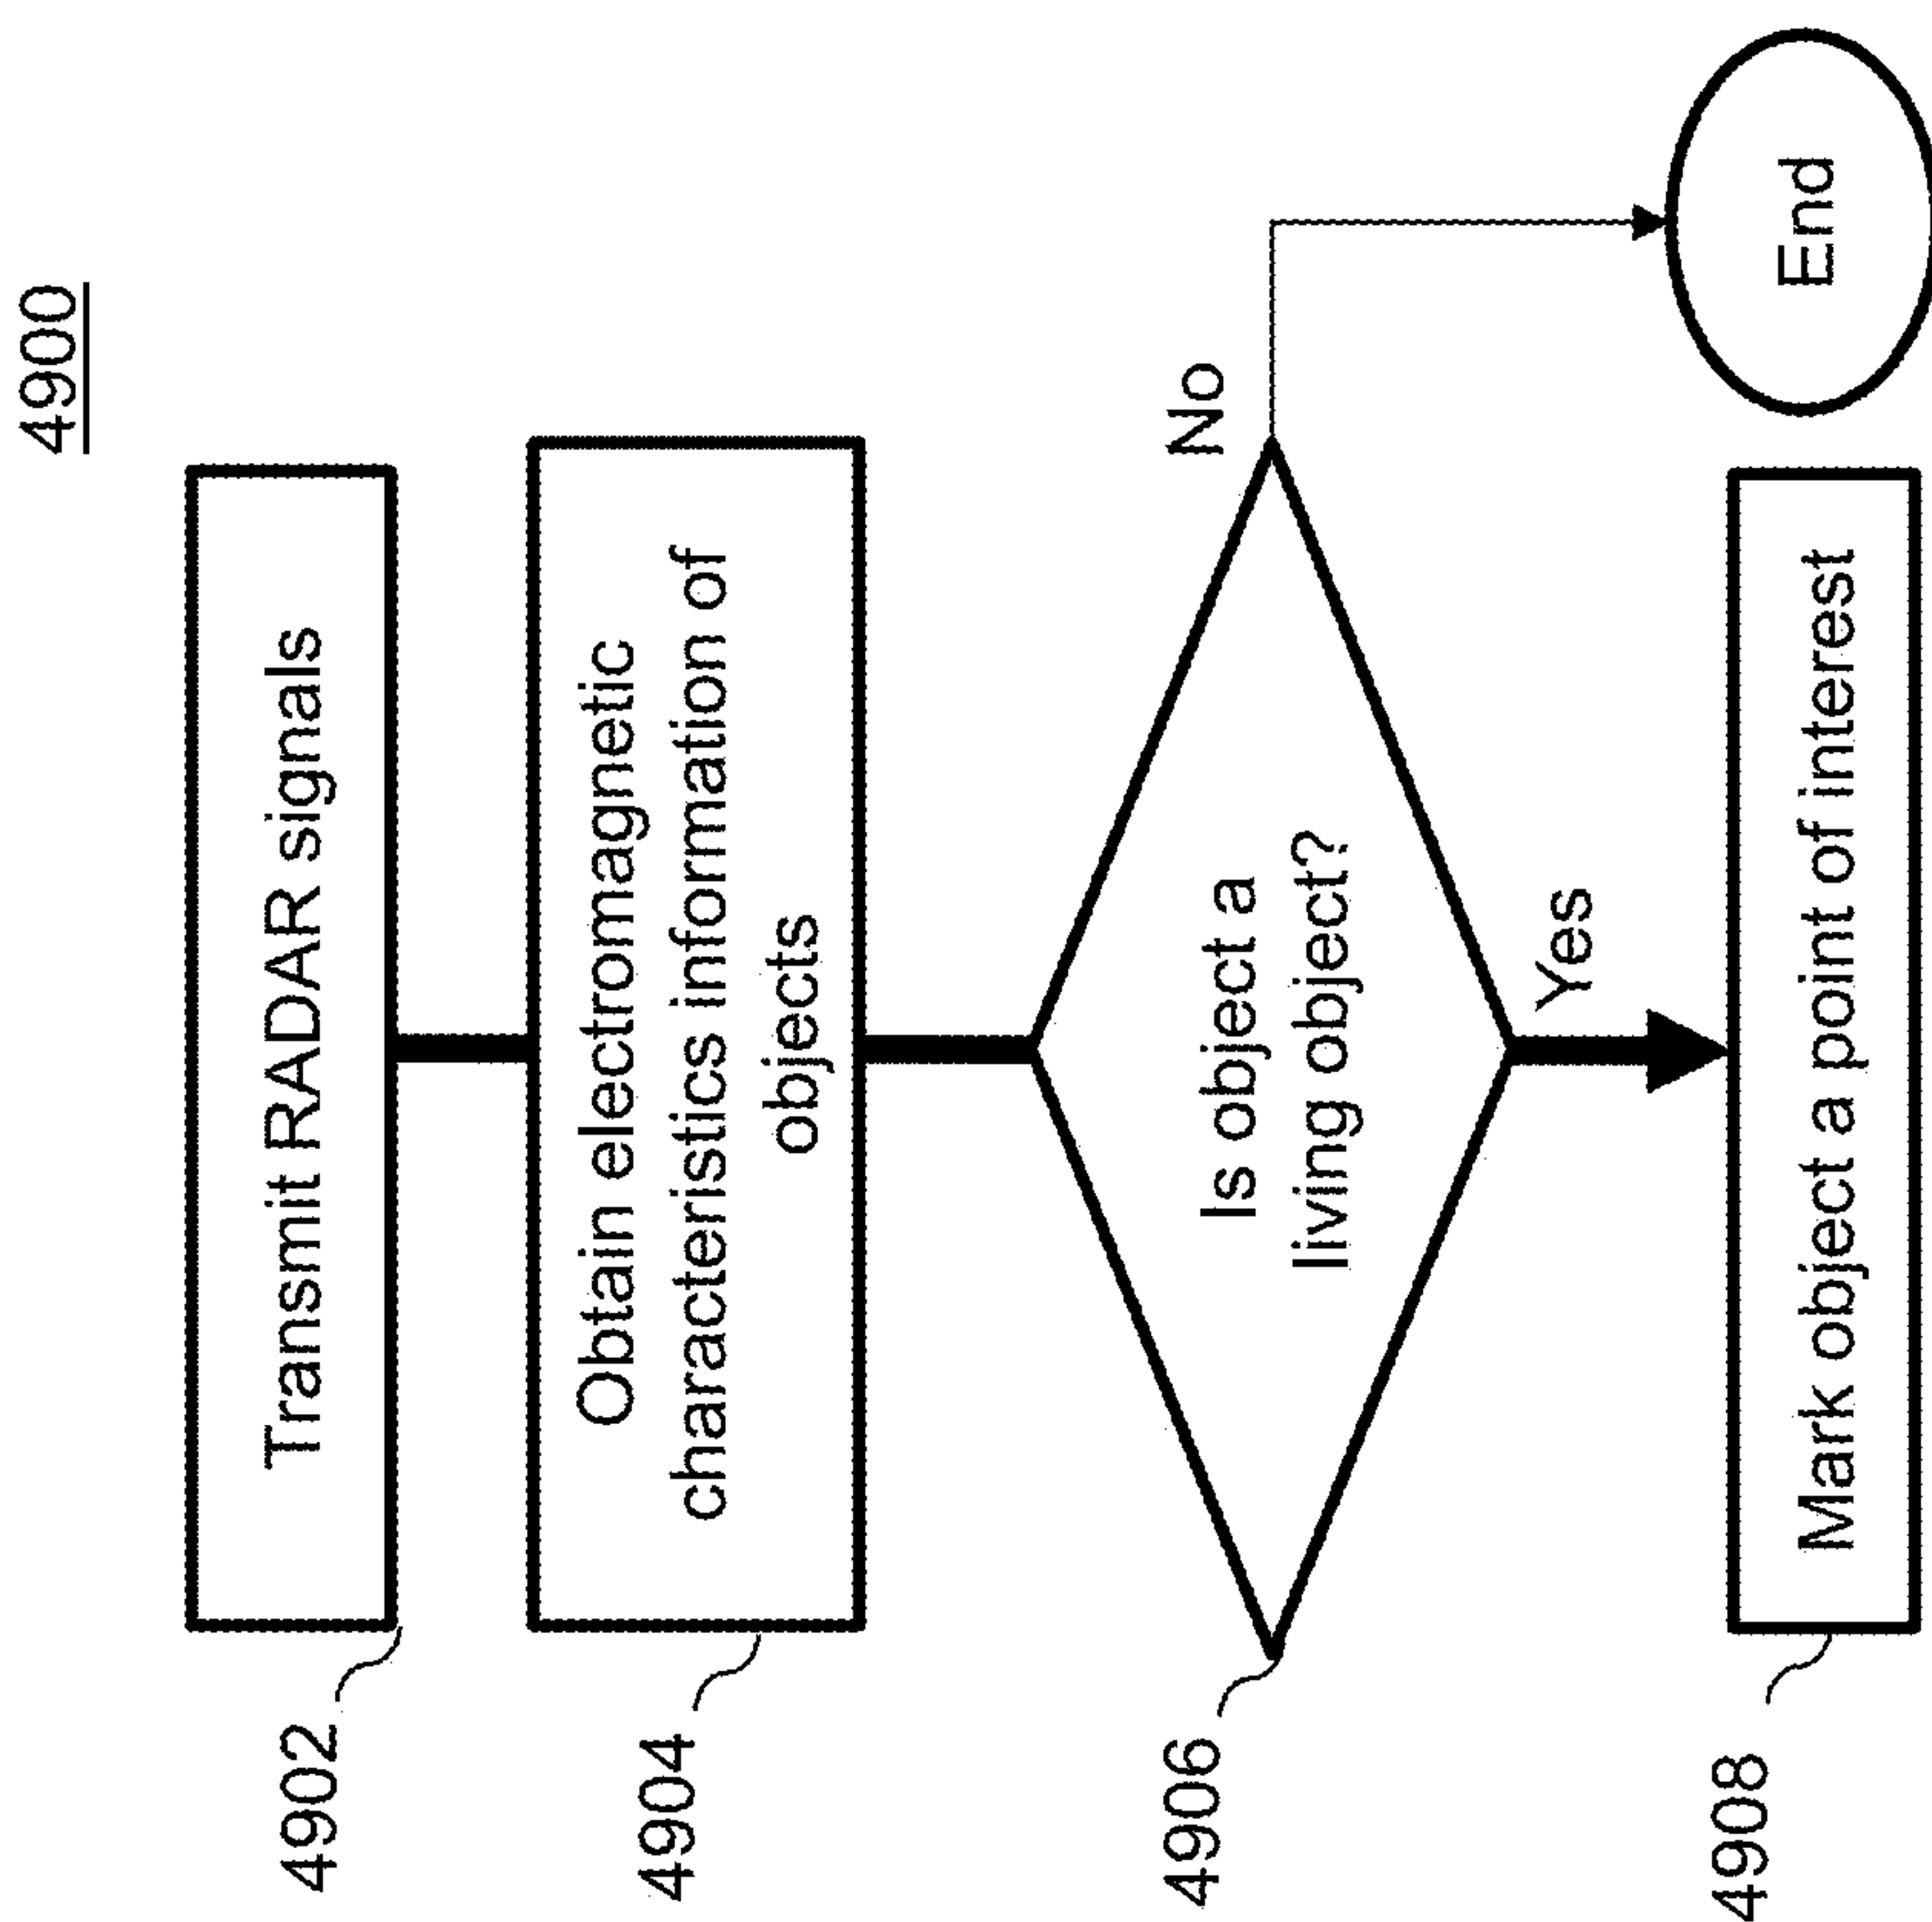 4900
4902
Transmit RADAR signals
4904
Obtain electromagnetic
characteristics information of
objects
4906
Is object a
living object?
No
Yes
4908
Mark object a point of interest
End